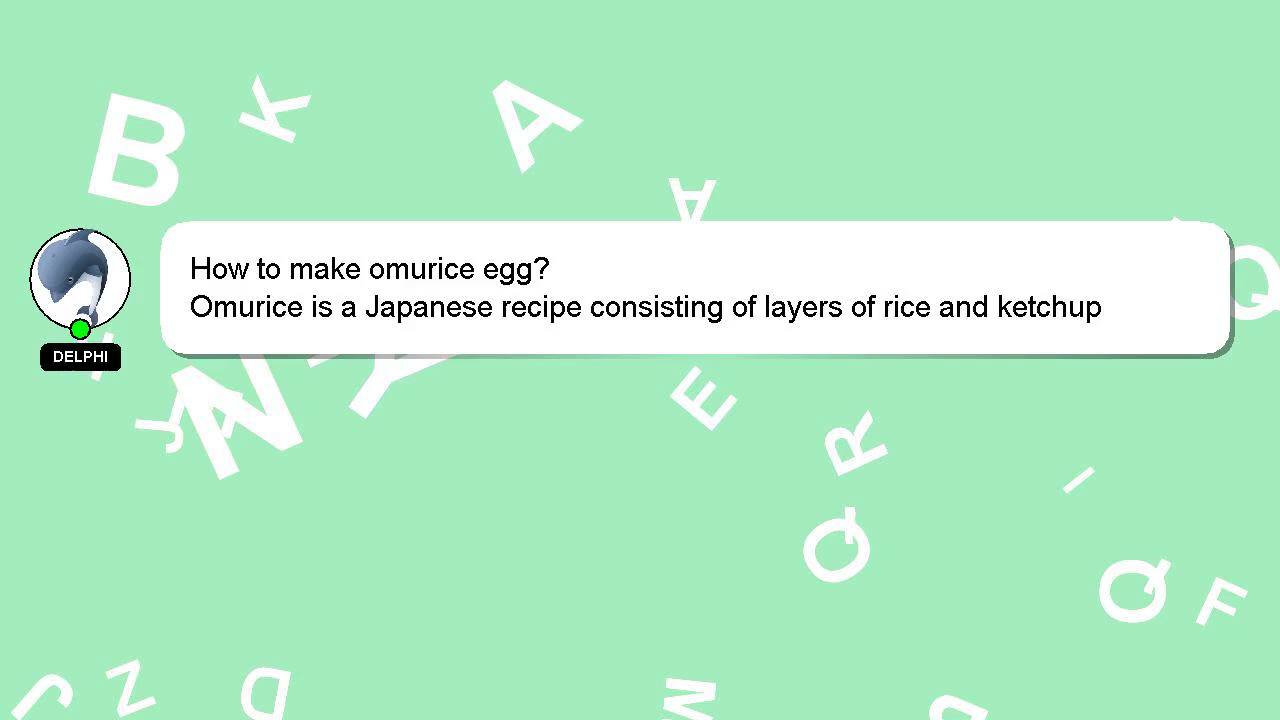 B
K
A
A
Q
How to make omurice egg?
Omurice is a Japanese recipe consisting of layers of rice and ketchup
DELPHI
N
Y
J
A
E
R
I
Q
Q
F
J
Z
D
M